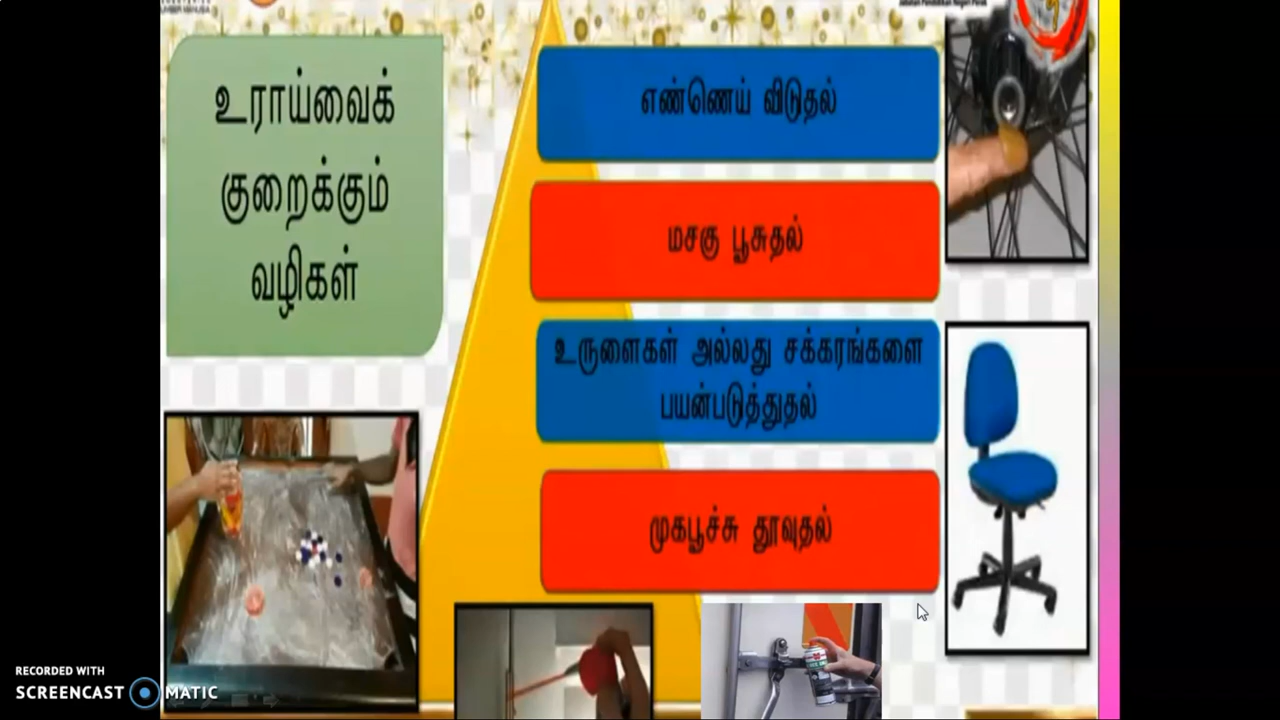 உராய்வைக்
குறைக்கும்
வழிகள்
எண்ணெய் விடுதல்
மசகு பூசுதல்
உருளைகள் அல்லது சக்கரங்களை
பயன்படுத்துதல்
முகபூச்சு தூவுதல்
RECORDED WITH
SCREENCAST MATIC